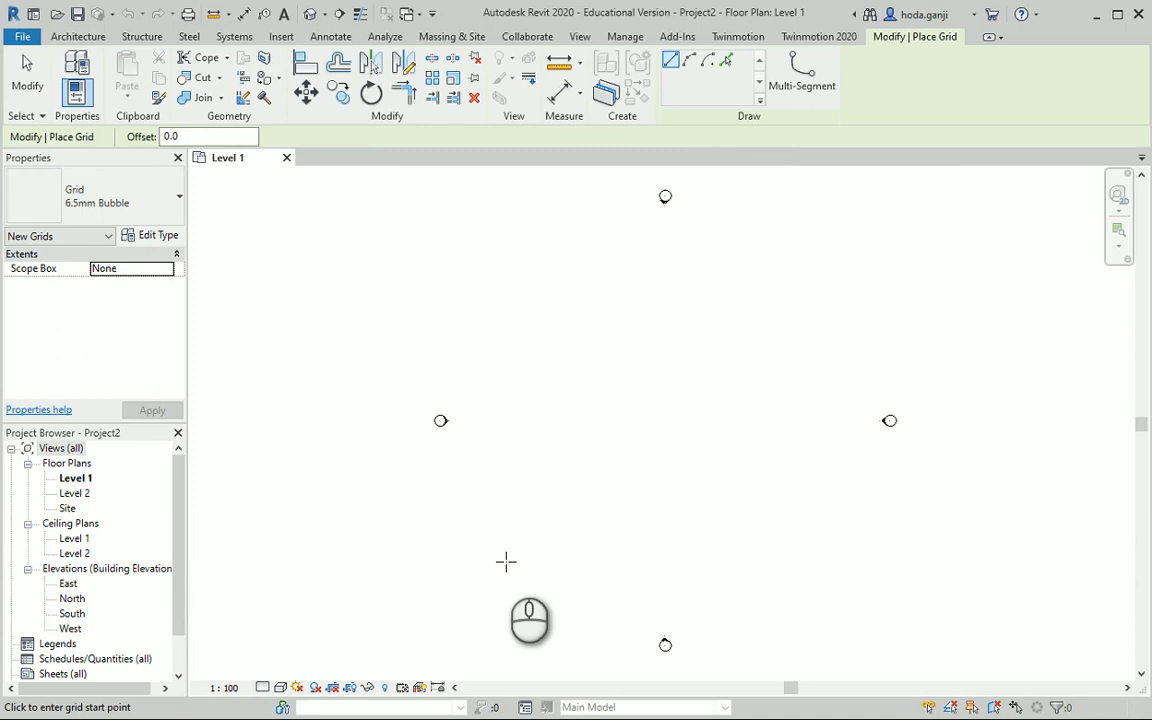 Autodesk Revit 2020 - Educational Version - Project2 - Floor Plan: Level 1
hoda.ganji
File Architecture Structure Steel Systems Insert Annotate Analyze Massing & Site Collaborate View Manage Add-Ins Twinmotion Twinmotion 2020 Modify | Place Grid
Modify
Paste
Cope
Cut
Join
Multi-Segment
Select Properties Clipboard Geometry Modify View Measure Create Draw
Modify | Place Grid Offset: 0.0
Properties
Level 1
Grid
6.5mm Bubble
New Grids Edit Type
Extents
Scope Box None
2D
Properties help Apply
Project Browser - Project2
Views (all)
Floor Plans
Level 1
Level 2
Site
Ceiling Plans
Level 1
Level 2
Elevations (Building Elevation
East
North
South
West
Legends
Schedules/Quantities (all)
Sheets (all)
1 : 100
Click to enter grid start point :0 Main Model :0